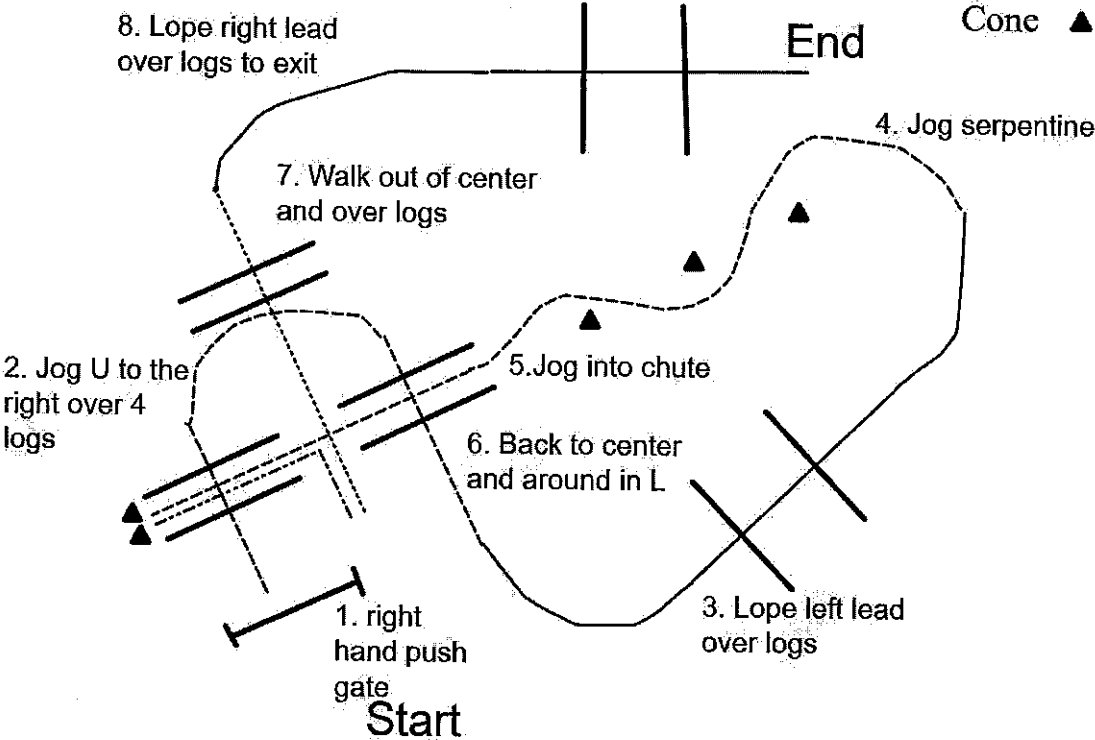 8. Lope right lead
over logs to exit
End
Cone
4. Jog serpentine
7. Walk out of center
and over logs
2. Jog U to the
right over 4
logs
5.Jog into chute
6. Back to center
and around in L
3. Lope left lead
over logs
1. right
hand push
gate
Start